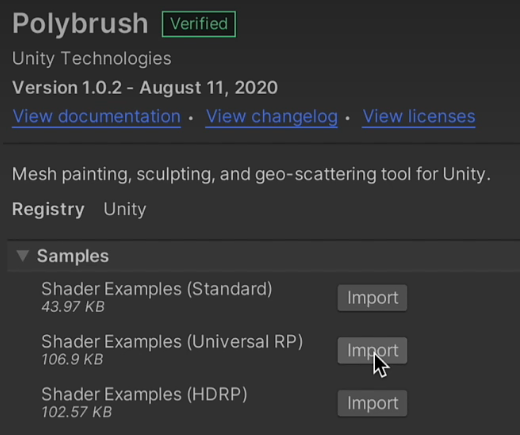 Polybrush Verified
Unity Technologies
Version 1.0.2 - August 11, 2020
View documentation • View changelog • View licenses
Mesh painting, sculpting, and geo-scattering tool for Unity.
Registry Unity
Samples
Shader Examples (Standard) Import
43.97 KB
Shader Examples (Universal RP) Import
106.9 KB
Shader Examples (HDRP) Import
102.57 KB